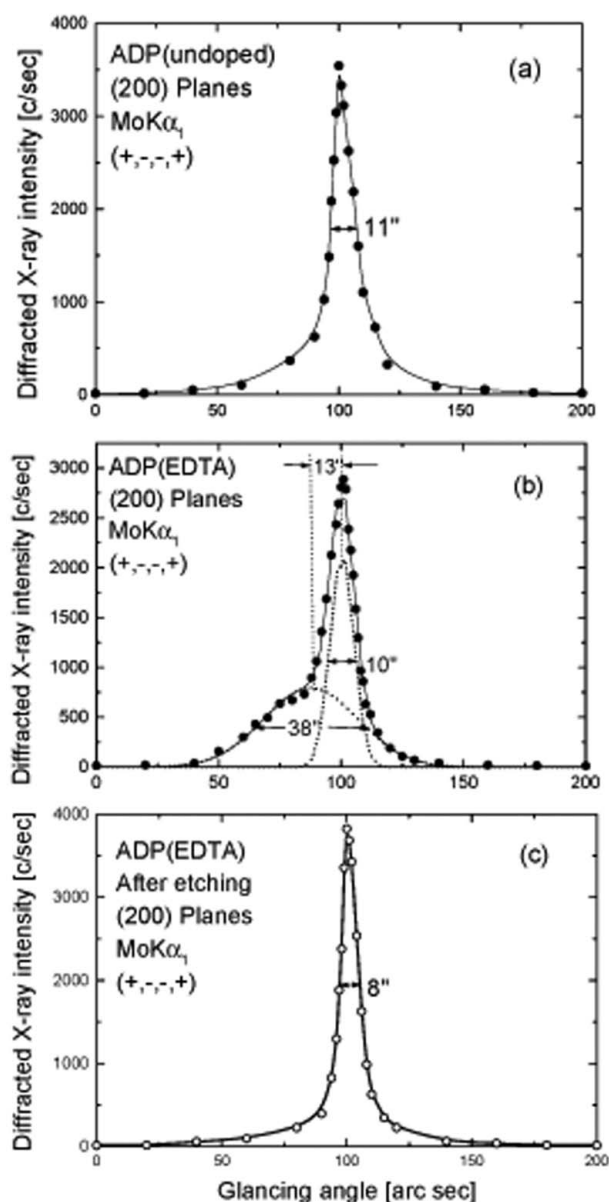 4000
3000
2000
1000
0
Diffracted X-ray intensity [c/sec]
ADP(undoped)
(200) Planes
MoKα₁
(+,-,-,+)
(a)
11"
0 50 100 150 200
3000
2500
2000
1500
1000
500
0
Diffracted X-ray intensity [c/sec]
ADP(EDTA)
(200) Planes
MoKα₁
(+,-,-,+)
13"
(b)
10"
38"
0 50 100 150 200
4000
3000
2000
1000
0
Diffracted X-ray intensity [c/sec]
ADP(EDTA)
After etching
(200) Planes
MoKα₁
(+,-,-,+)
(c)
8"
0 50 100 150 200
Glancing angle [arc sec]